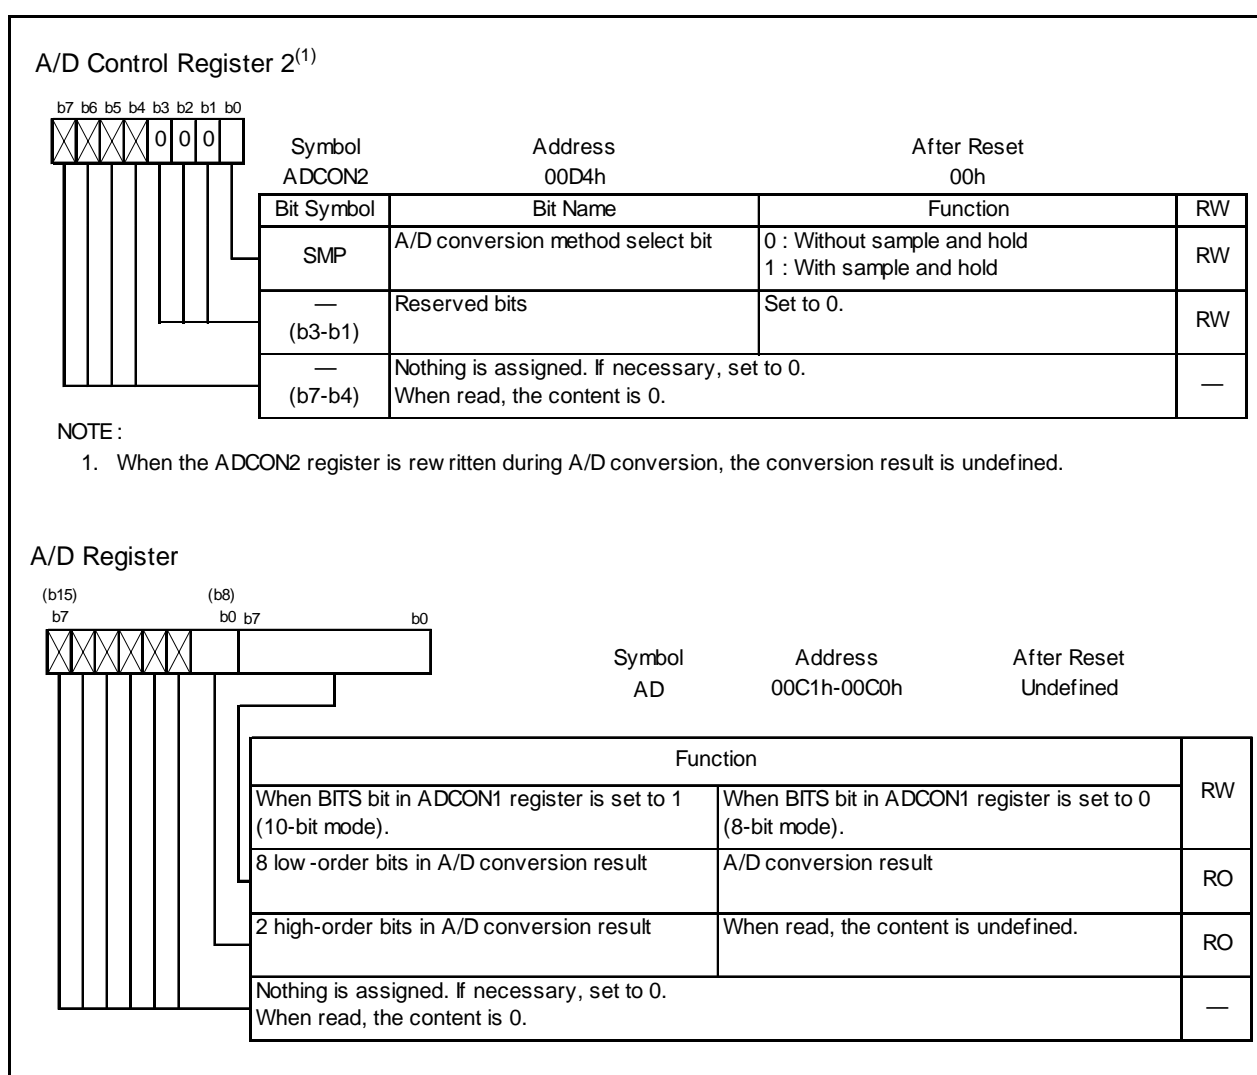 A/D Control Register 2(1)
b7 b6 b5 b4 b3 b2 b1 b0
0 0 0
Symbol Address After Reset
ADCON2 00D4h 00h
Bit Symbol Bit Name Function RW
SMP A/D conversion method select bit 0 : Without sample and hold RW
1 : With sample and hold
— Reserved bits Set to 0. RW
(b3-b1)
— Nothing is assigned. If necessary, set to 0. —
(b7-b4) When read, the content is 0.
NOTE :
1. When the ADCON2 register is rewritten during A/D conversion, the conversion result is undefined.
A/D Register
(b15) (b8)
b7 b0 b7 b0
Symbol Address After Reset
AD 00C1h-00C0h Undefined
Function RW
When BITS bit in ADCON1 register is set to 1 When BITS bit in ADCON1 register is set to 0
(10-bit mode). (8-bit mode).
8 low-order bits in A/D conversion result A/D conversion result RO
2 high-order bits in A/D conversion result When read, the content is undefined. RO
Nothing is assigned. If necessary, set to 0. —
When read, the content is 0.